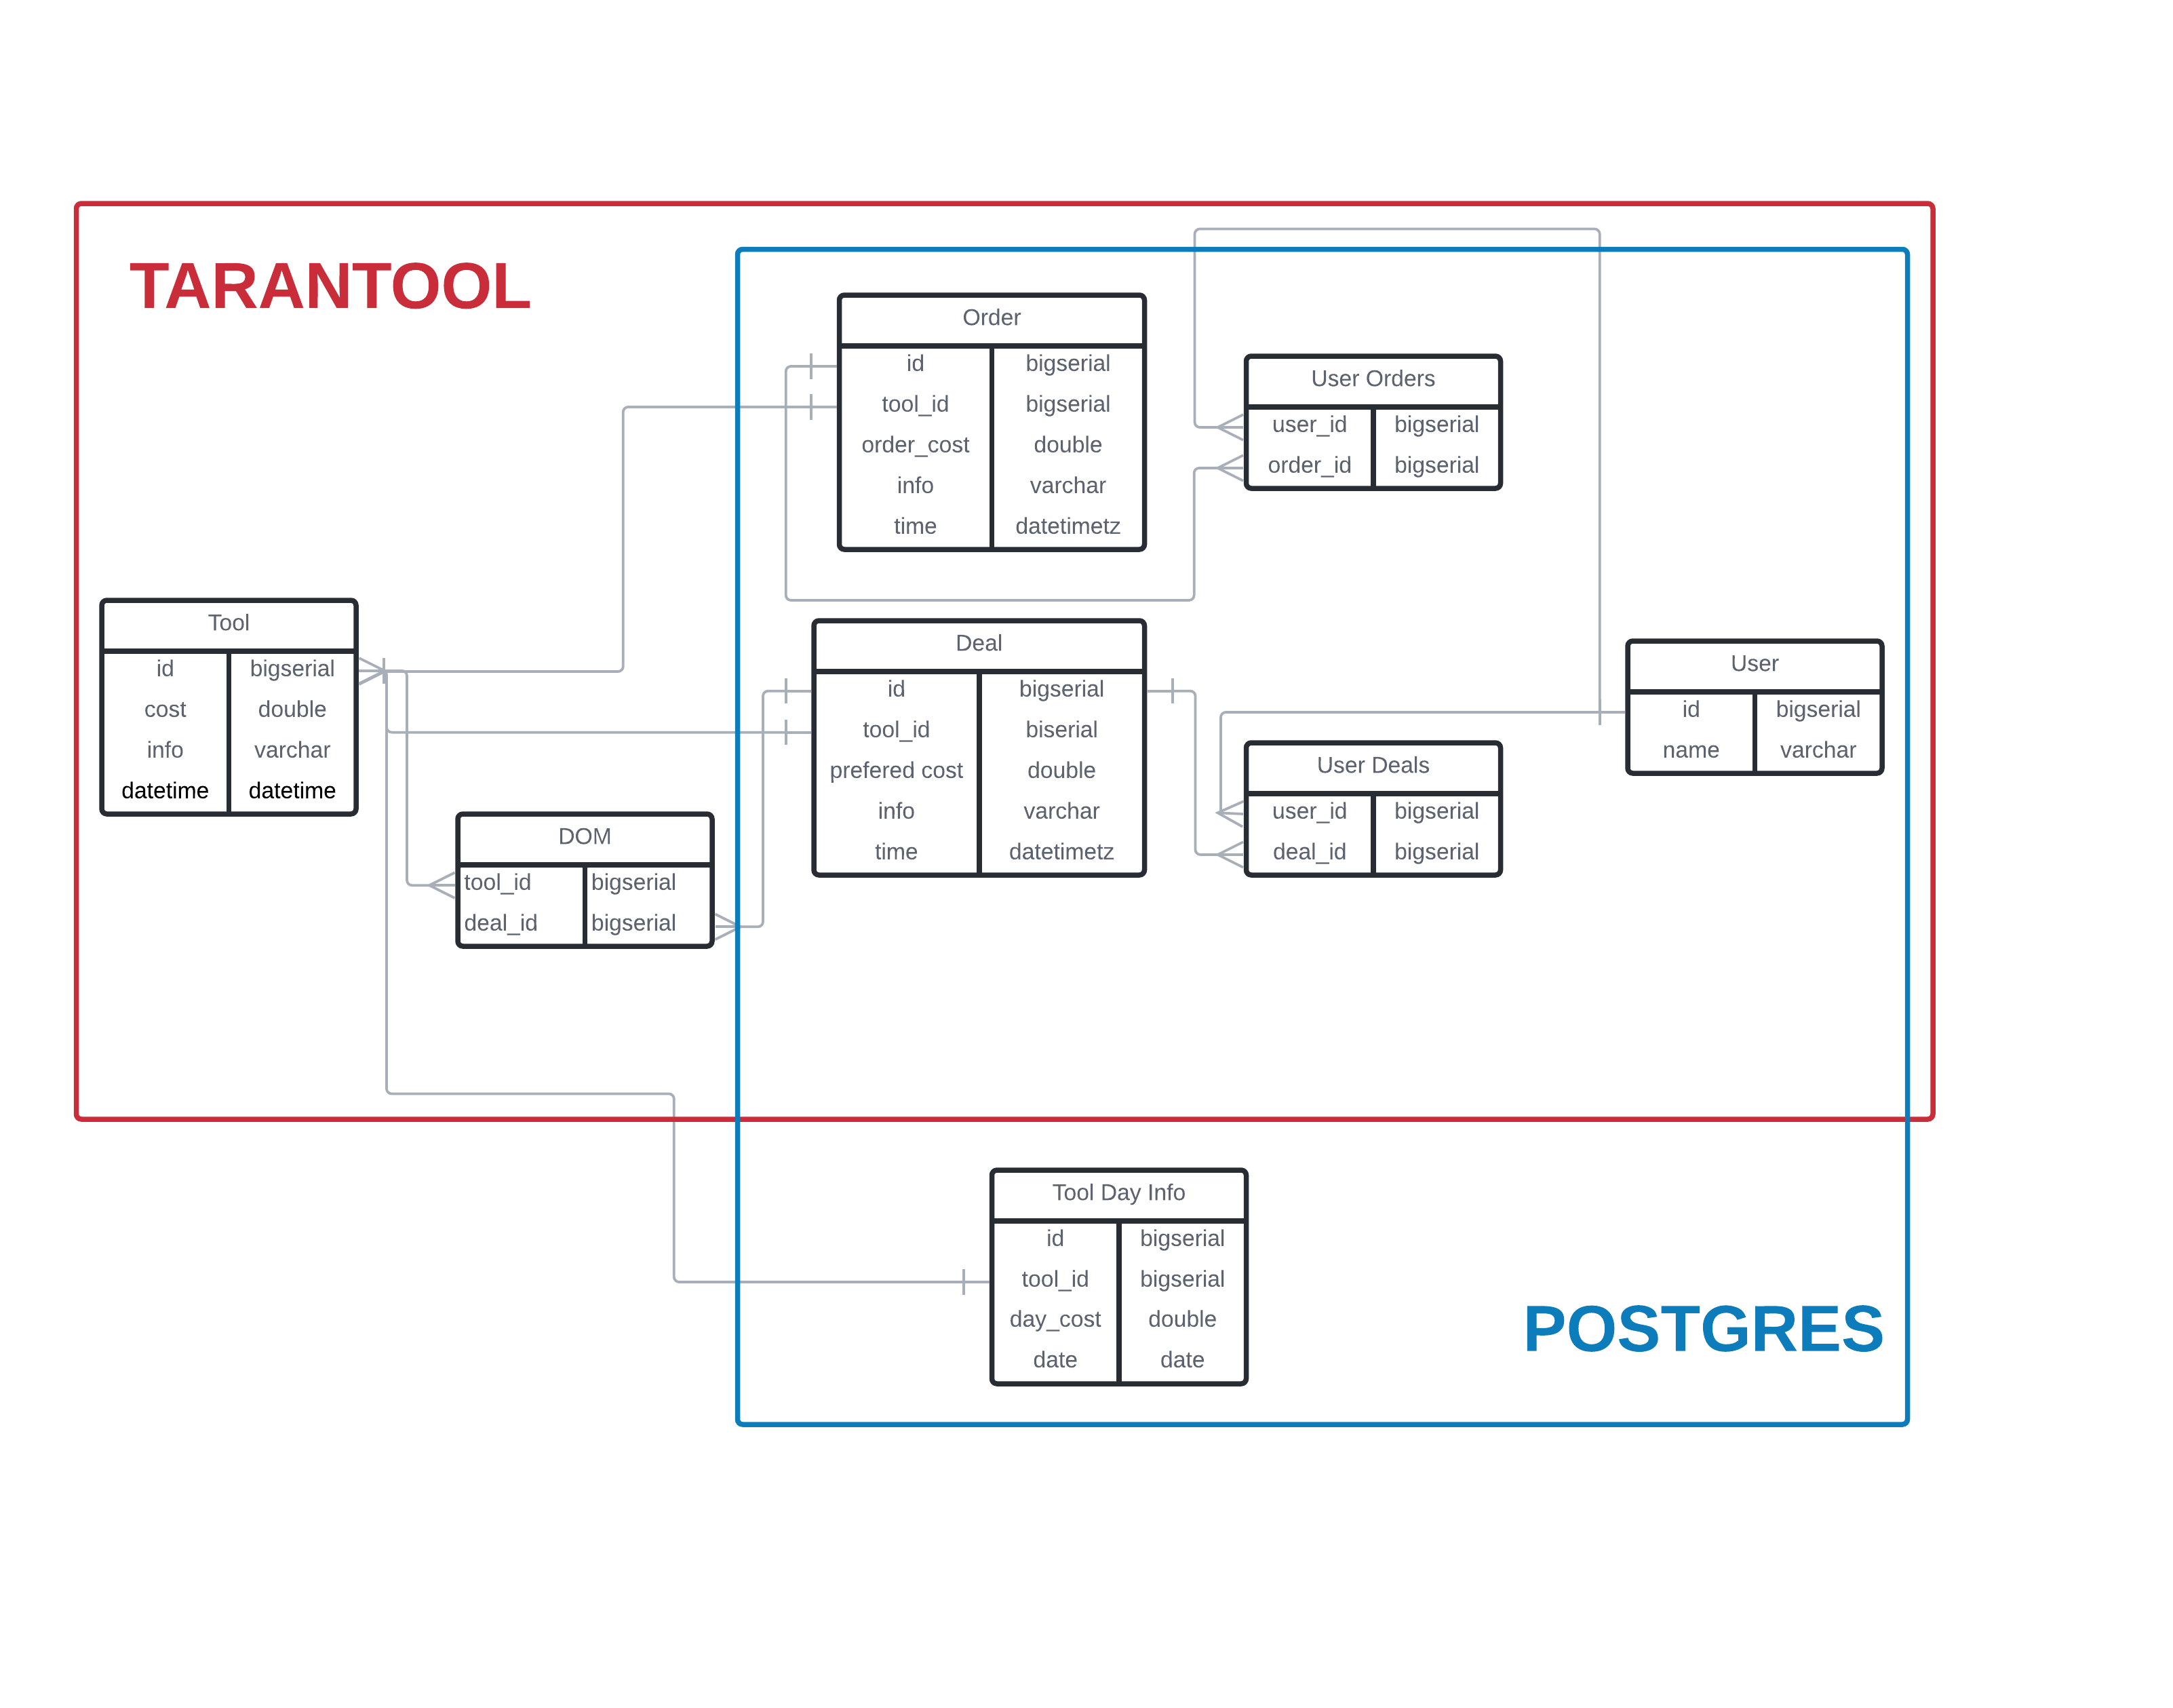 TARANTOOL
Order
id bigserial
tool_id bigserial
order_cost double
info varchar
time datetimetz
User Orders
user_id bigserial
order_id bigserial
Tool
id bigserial
cost double
info varchar
datetime datetime
Deal
id bigserial
tool_id biserial
prefered cost double
info varchar
time datetimetz
User
id bigserial
name varchar
User Deals
user_id bigserial
deal_id bigserial
DOM
tool_id bigserial
deal_id bigserial
Tool Day Info
id bigserial
tool_id bigserial
day_cost double
date date
POSTGRES